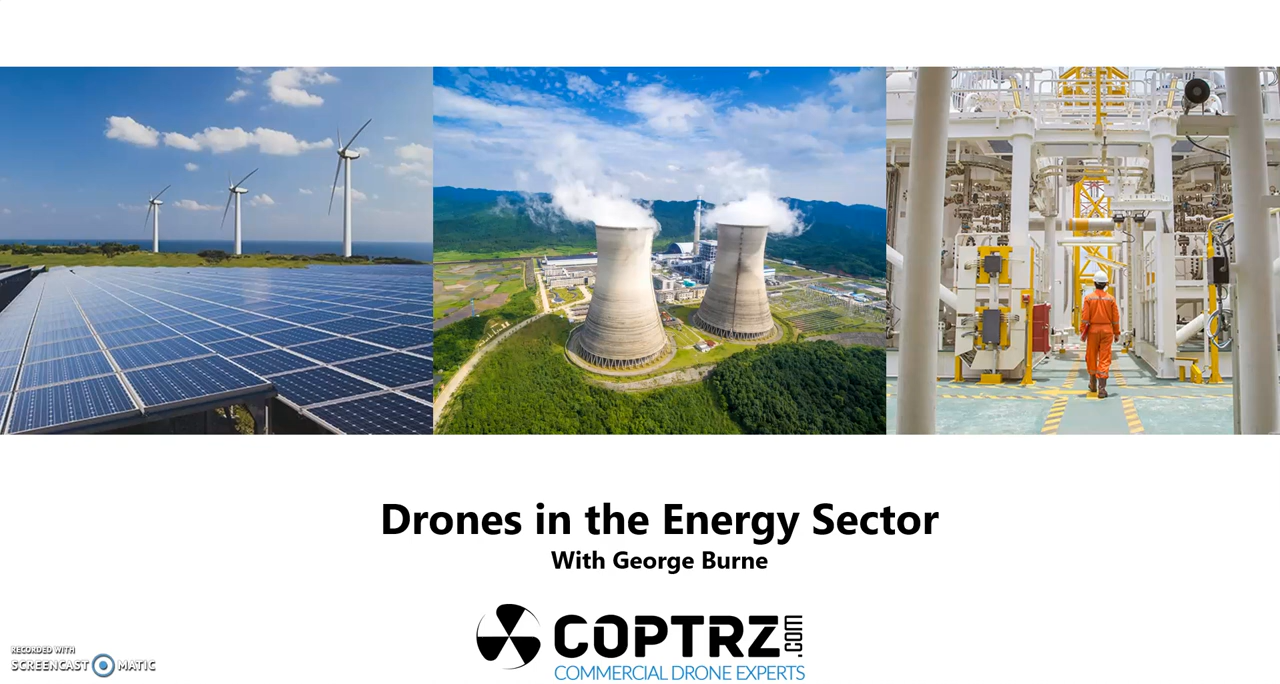 Drones in the Energy Sector
With George Burne
COPTRZ.COM
COMMERCIAL DRONE EXPERTS
RECORDED WITH
SCREENCAST MATIC